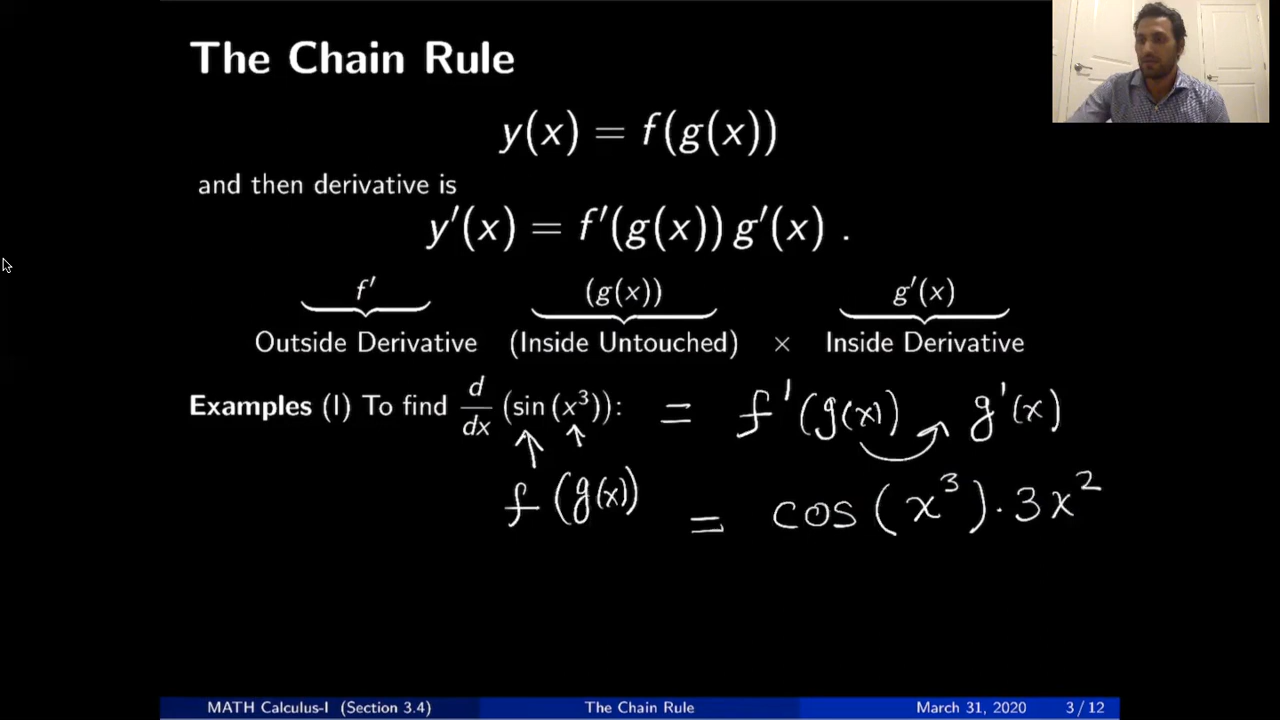 The Chain Rule
y(x) = f(g(x))
and then derivative is
y′(x) = f′(g(x)) g′(x) .
f′ (g(x)) g′(x)
Outside Derivative (Inside Untouched) × Inside Derivative
Examples (I) To find d/dx (sin (x³)): = f'(g(x)) g'(x)
f (g(x))
= cos(x³)·3x²
MATH Calculus-I (Section 3.4) The Chain Rule March 31, 2020 3 / 12